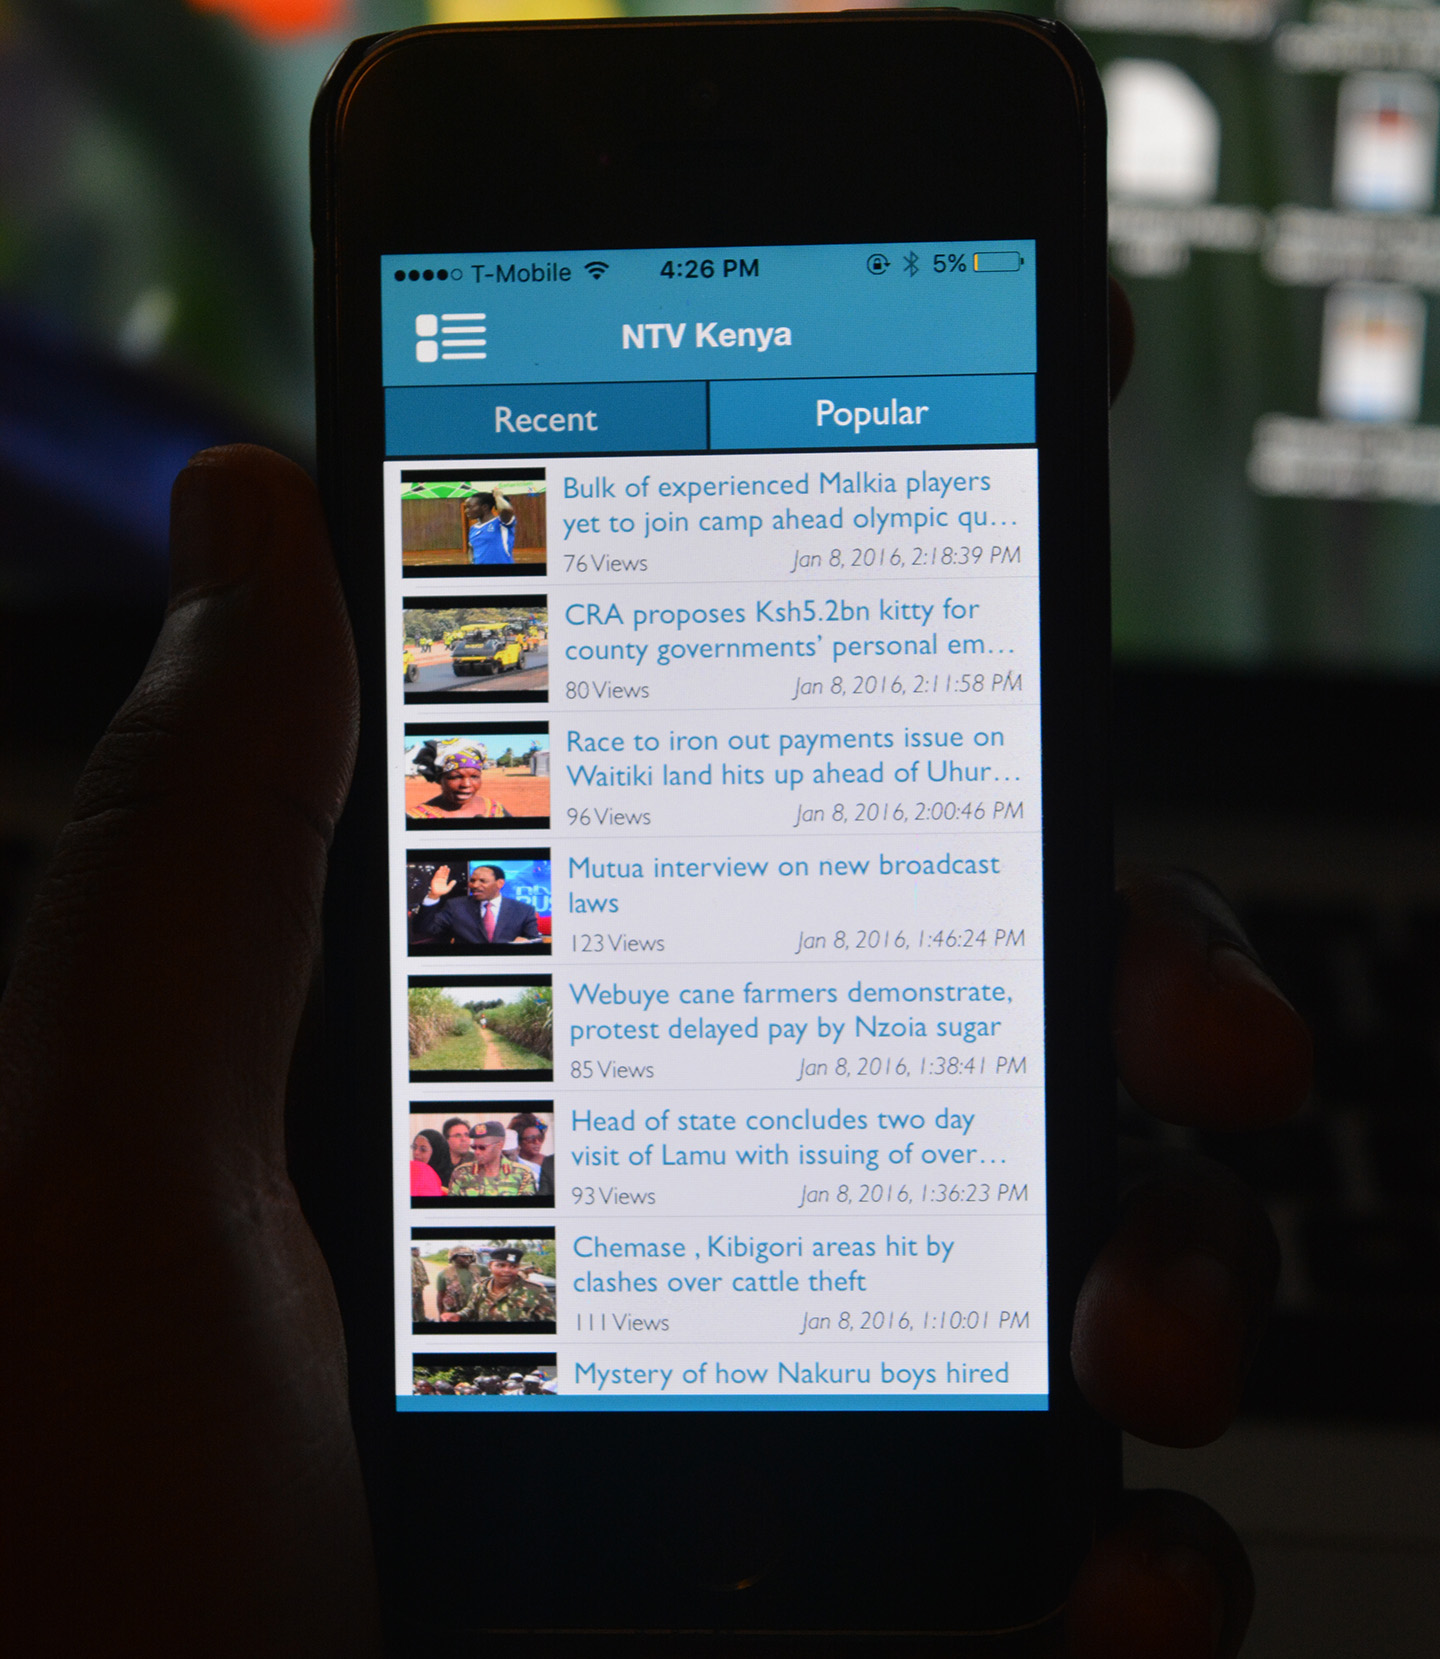 T-Mobile 4:26 PM 5%
NTV Kenya
Recent Popular
Bulk of experienced Malkia players
yet to join camp ahead olympic qu...
76 Views Jan 8, 2016, 2:18:39 PM
CRA proposes Ksh5.2bn kitty for
county governments' personal em...
80 Views Jan 8, 2016, 2:11:58 PM
Race to iron out payments issue on
Waitiki land hits up ahead of Uhur...
96 Views Jan 8, 2016, 2:00:46 PM
Mutua interview on new broadcast
laws
123 Views Jan 8, 2016, 1:46:24 PM
Webuye cane farmers demonstrate,
protest delayed pay by Nzoia sugar
85 Views Jan 8, 2016, 1:38:41 PM
Head of state concludes two day
visit of Lamu with issuing of over...
93 Views Jan 8, 2016, 1:36:23 PM
Chemase , Kibigori areas hit by
clashes over cattle theft
111 Views Jan 8, 2016, 1:10:01 PM
Mystery of how Nakuru boys hired